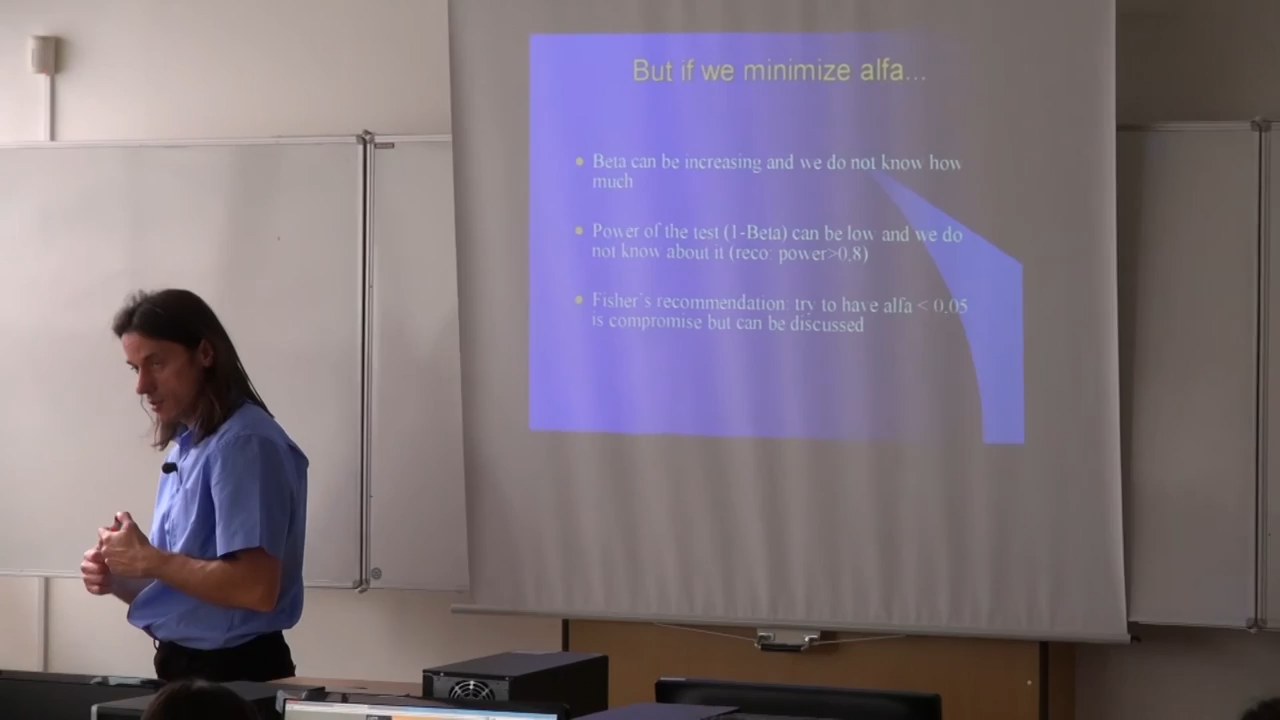 But if we minimize alfa...
• Beta can be increasing and we do not know how
much
• Power of the test (1-Beta) can be low and we do
not know about it (reco: power>0,8)
• Fisher's recommendation: try to have alfa < 0,05
is compromise but can be discussed